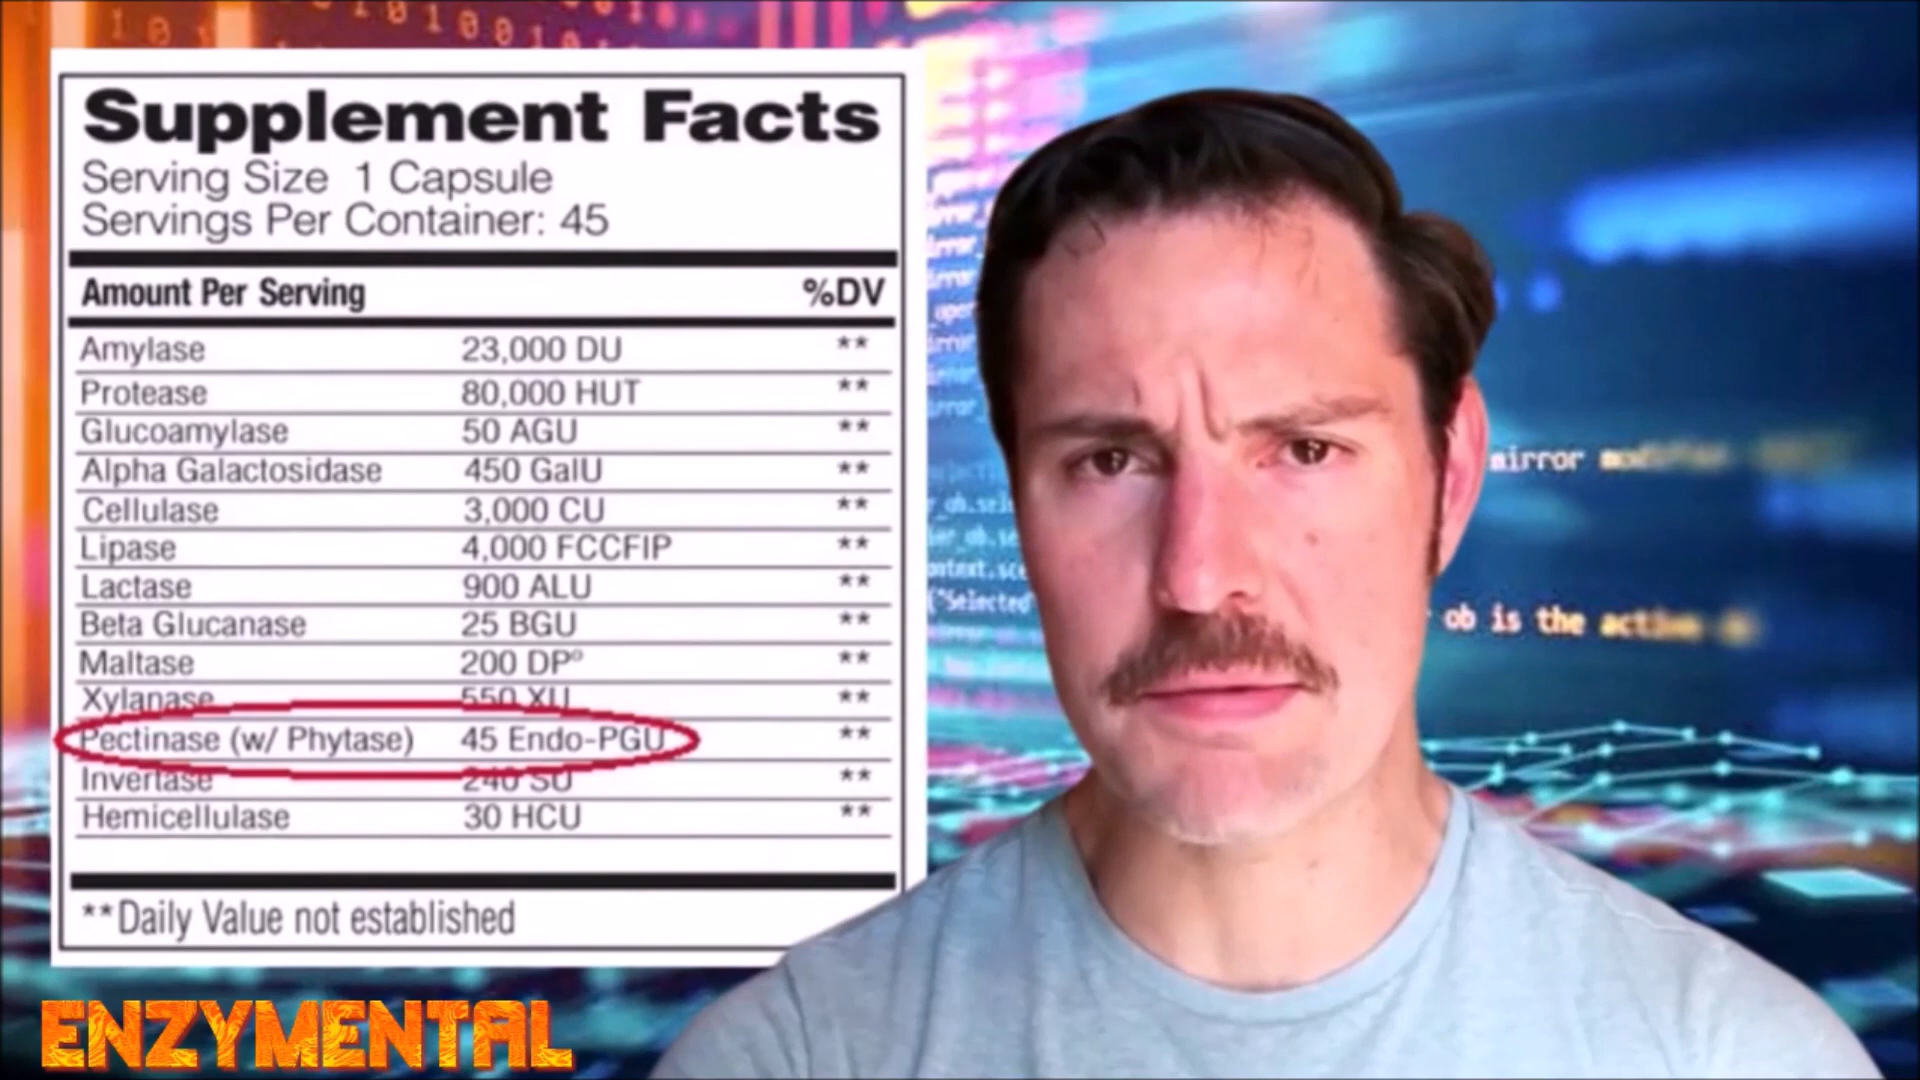 Supplement Facts
Serving Size 1 Capsule
Servings Per Container: 45
Amount Per Serving %DV
Amylase 23,000 DU **
Protease 80,000 HUT **
Glucoamylase 50 AGU **
Alpha Galactosidase 450 GalU **
Cellulase 3,000 CU **
Lipase 4,000 FCCFIP **
Lactase 900 ALU **
Beta Glucanase 25 BGU **
Maltase 200 DPº **
Xylanase 550 XU **
Pectinase (w/ Phytase) 45 Endo-PGU **
Invertase 240 SU **
Hemicellulase 30 HCU **
**Daily Value not established
mirror
ob is the active
"Selected
ENZYMENTAL